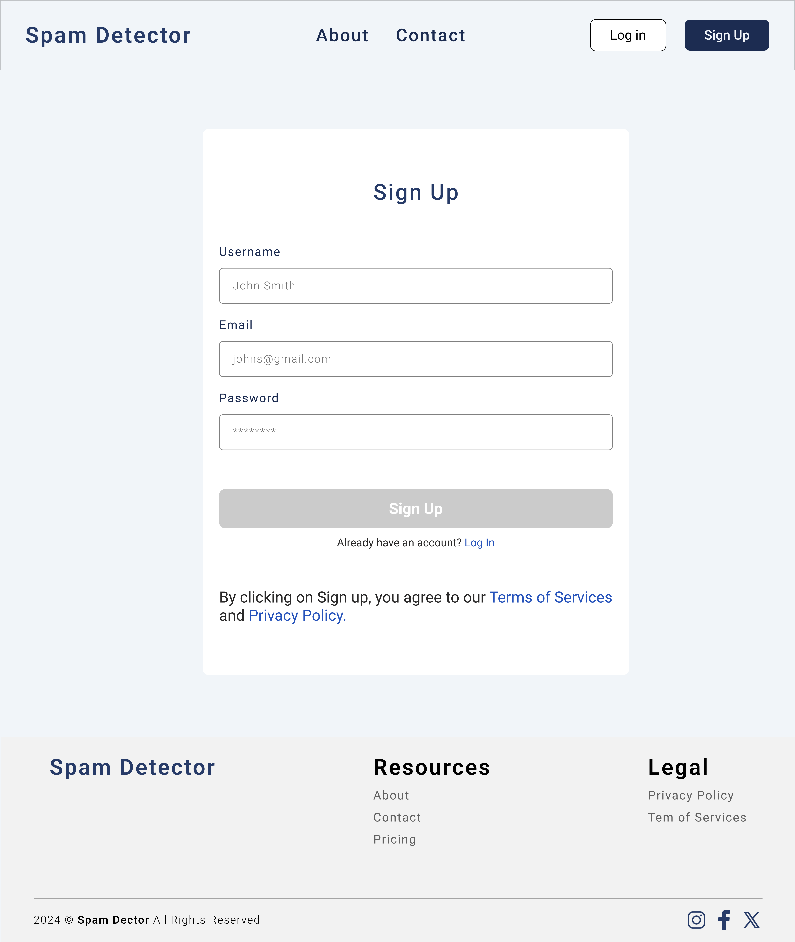 Spam Detector About Contact Log in Sign Up
Sign Up
Username
John Smith
Email
johns@gmail.com
Password
*******
Sign Up
Already have an account? Log In
By clicking on Sign up, you agree to our Terms of Services
and Privacy Policy.
Spam Detector Resources Legal
About Privacy Policy
Contact Tem of Services
Pricing
2024 © Spam Dector All Rights Reserved